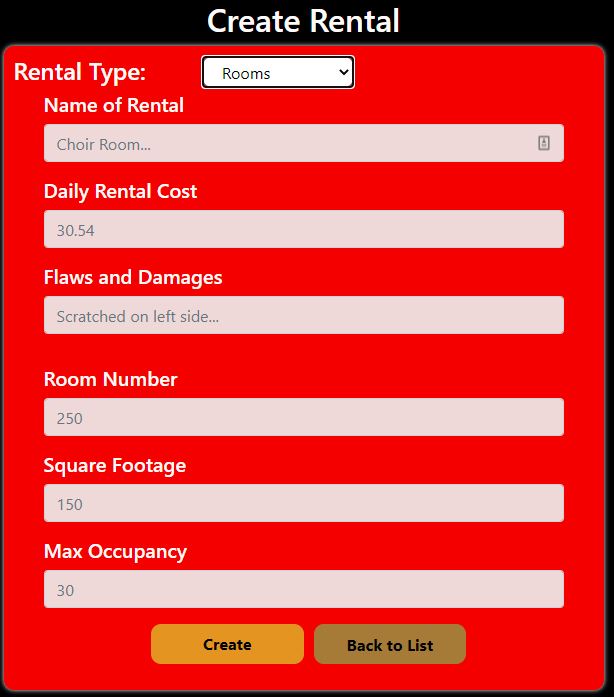 Create Rental
Rental Type: Rooms
Name of Rental
Choir Room...
Daily Rental Cost
30.54
Flaws and Damages
Scratched on left side...
Room Number
250
Square Footage
150
Max Occupancy
30
Create Back to List